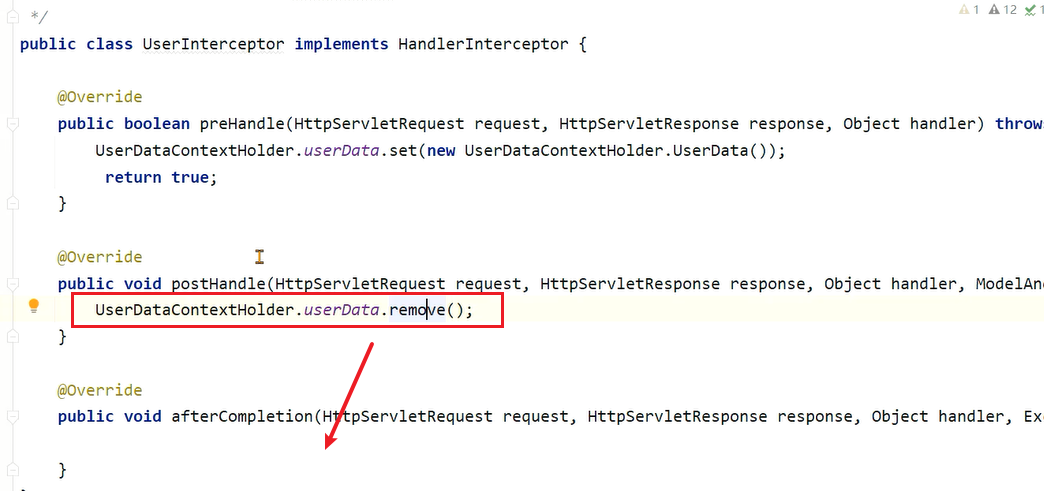 1 12 1
*/
public class UserInterceptor implements HandlerInterceptor {
@Override
public boolean preHandle(HttpServletRequest request, HttpServletResponse response, Object handler) throws
UserDataContextHolder.userData.set(new UserDataContextHolder.UserData());
return true;
}
@Override
public void postHandle(HttpServletRequest request, HttpServletResponse response, Object handler, ModelAn
UserDataContextHolder.userData.remove();
}
@Override
public void afterCompletion(HttpServletRequest request, HttpServletResponse response, Object handler, Ex
}